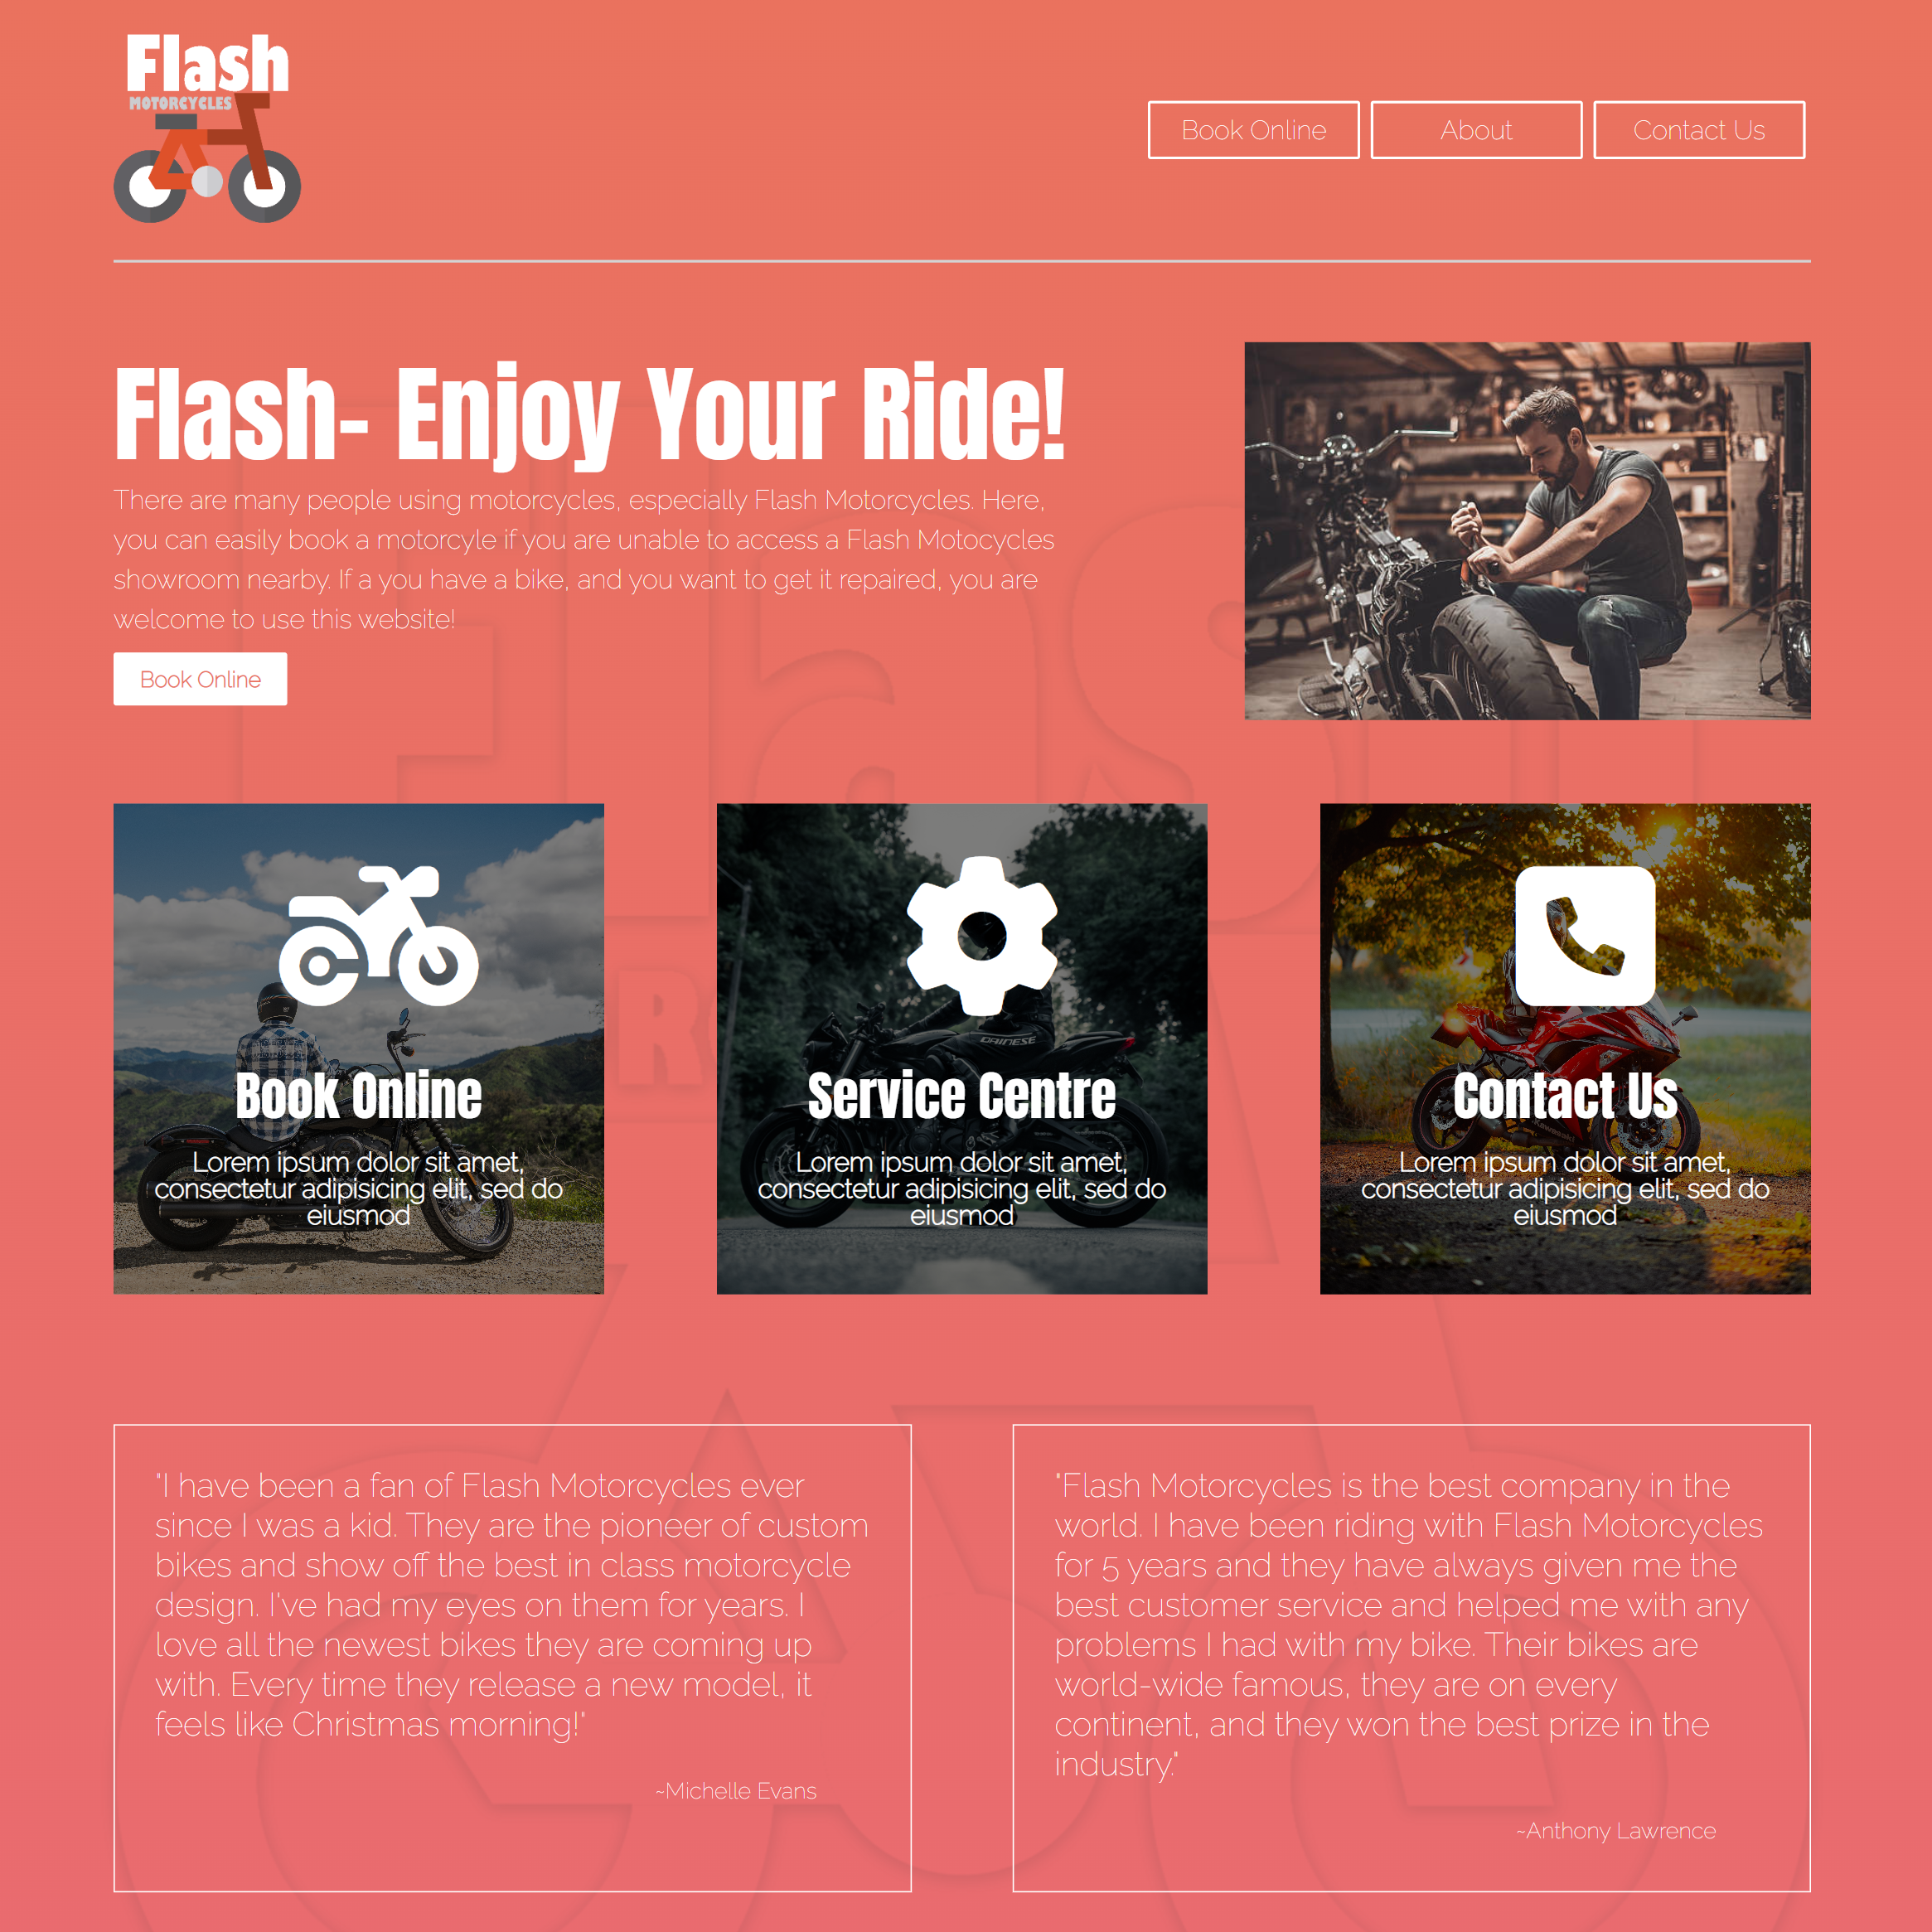 Flash
MOTORCYCLES
Book Online
About
Contact Us
Flash- Enjoy Your Ride!
There are many people using motorcycles, especially Flash Motorcycles. Here,
you can easily book a motorcyle if you are unable to access a Flash Motocycles
showroom nearby. If a you have a bike, and you want to get it repaired, you are
welcome to use this website!
Book Online
Book Online
Lorem ipsum dolor sit amet,
consectetur adipisicing elit, sed do
eiusmod
DAINESE
Service Centre
Lorem ipsum dolor sit amet,
consectetur adipisicing elit, sed do
eiusmod
Contact Us
Kawasaki
Lorem ipsum dolor sit amet,
consectetur adipisicing elit, sed do
eiusmod
"I have been a fan of Flash Motorcycles ever
since I was a kid. They are the pioneer of custom
bikes and show off the best in class motorcycle
design. I've had my eyes on them for years. I
love all the newest bikes they are coming up
with. Every time they release a new model, it
feels like Christmas morning!"
~Michelle Evans
"Flash Motorcycles is the best company in the
world. I have been riding with Flash Motorcycles
for 5 years and they have always given me the
best customer service and helped me with any
problems I had with my bike. Their bikes are
world-wide famous, they are on every
continent, and they won the best prize in the
industry."
~Anthony Lawrence